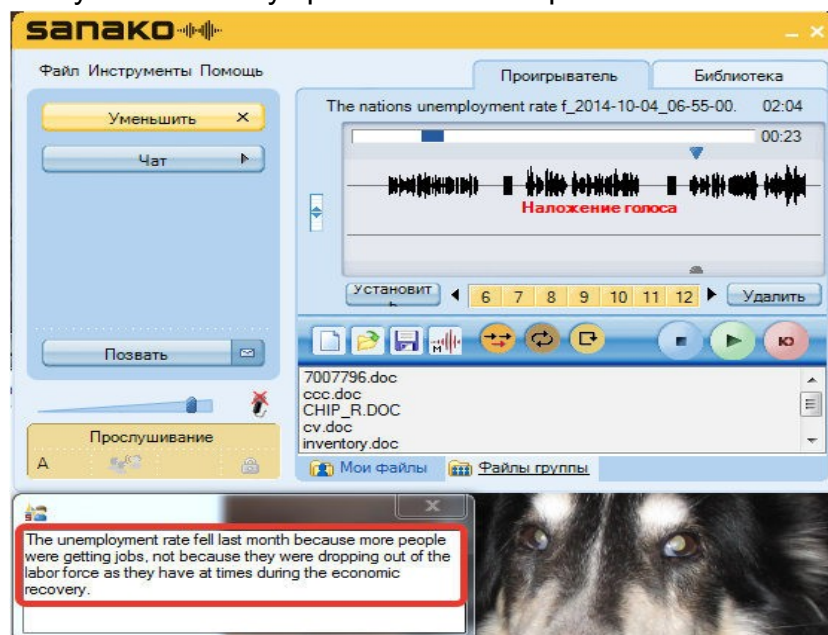 sanako
Файл Инструменты Помощь
Проигрыватель
Библиотека
Уменьшить
Чат
The nations unemployment rate f_2014-10-04_06-55-00. 02:04
00:23
Наложение голоса
Установит
ь
6 7 8 9 10 11 12
Удалить
Позвать
M
7007796.doc
ccc.doc
CHIP_R.DOC
cv.doc
inventory.doc
Прослушивание
A
Мои файлы
Файлы группы
The unemployment rate fell last month because more people
were getting jobs, not because they were dropping out of the
labor force as they have at times during the economic
recovery.